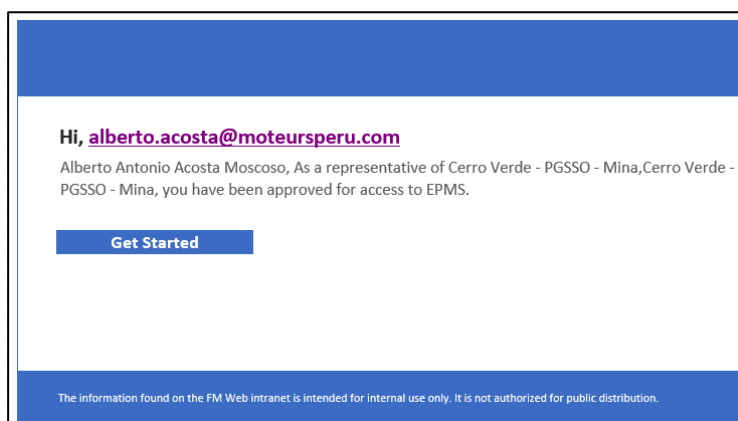 Hi, alberto.acosta@moteursperu.com
Alberto Antonio Acosta Moscoso, As a representative of Cerro Verde - PGSSO - Mina,Cerro Verde -
PGSSO - Mina, you have been approved for access to EPMS.
Get Started
The information found on the FM Web intranet is intended for internal use only. It is not authorized for public distribution.